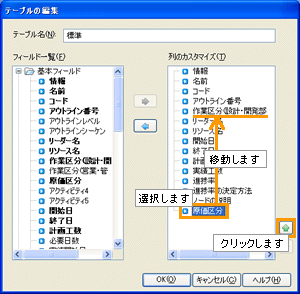 テーブルの編集
テーブル名(N): 標準
フィールド一覧(E)
基本フィールド
情報
名前
コード
アウトライン番号
アウトラインレベル
アウトラインシーケン
リーダー名
リソース名
作業区分(設計・開
作業区分(営業・管
原価区分
アクティビティ4
アクティビティ5
開始日
終了日
計画工数
必要日数
列のカスタマイズ(T)
情報
名前
コード
アウトライン番号
作業区分(設計・開発部
リーダー
リソース名
開始日
終了日
計画工
実績工数
進捗率
進捗率の決定方法
ノードの説明
原価区分
移動します
選択します
クリックします
OK(O)
キャンセル(C)
ヘルプ(H)